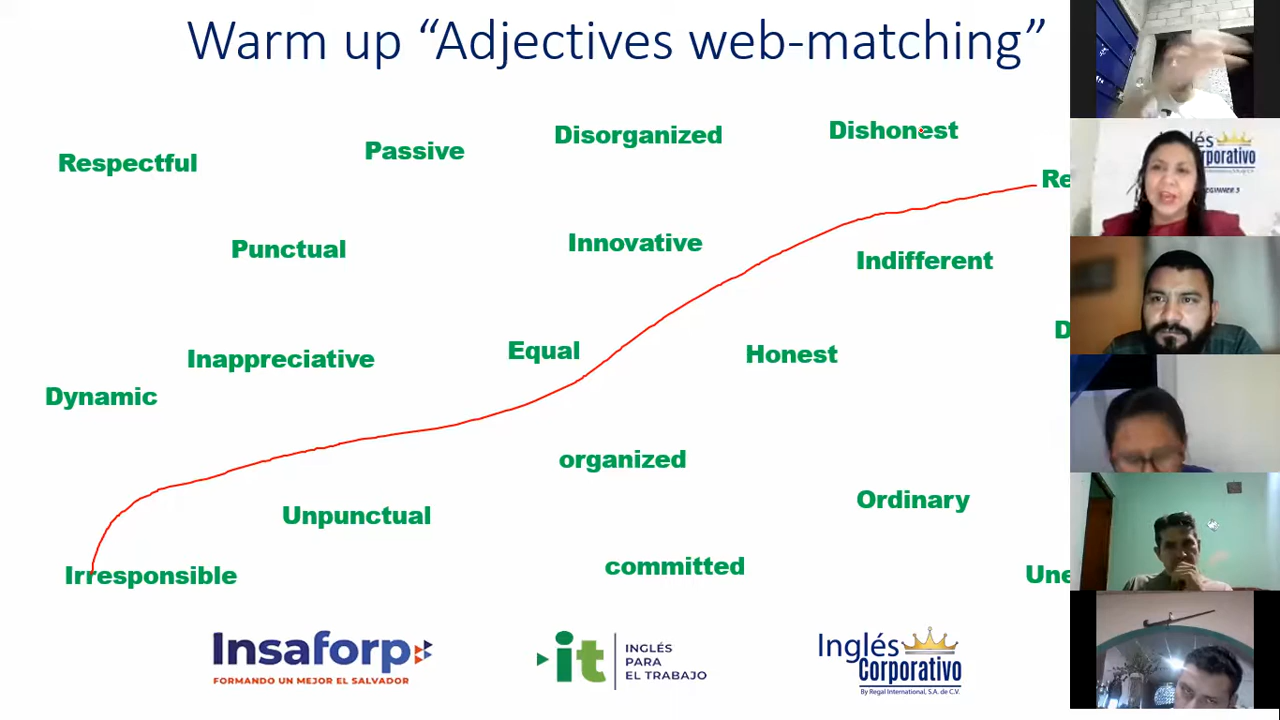 Warm up “Adjectives web-matching”
Respectful
Passive
Disorganized
Dishonest
Re
Punctual
Innovative
Indifferent
D
Inappreciative
Equal
Honest
Dynamic
organized
Unpunctual
Ordinary
Irresponsible
committed
Une
Insaforp
FORMANDO UN MEJOR EL SALVADOR
it
INGLÉS
PARA
EL TRABAJO
Inglés
Corporativo
By Regal International, S.A. de C.V.